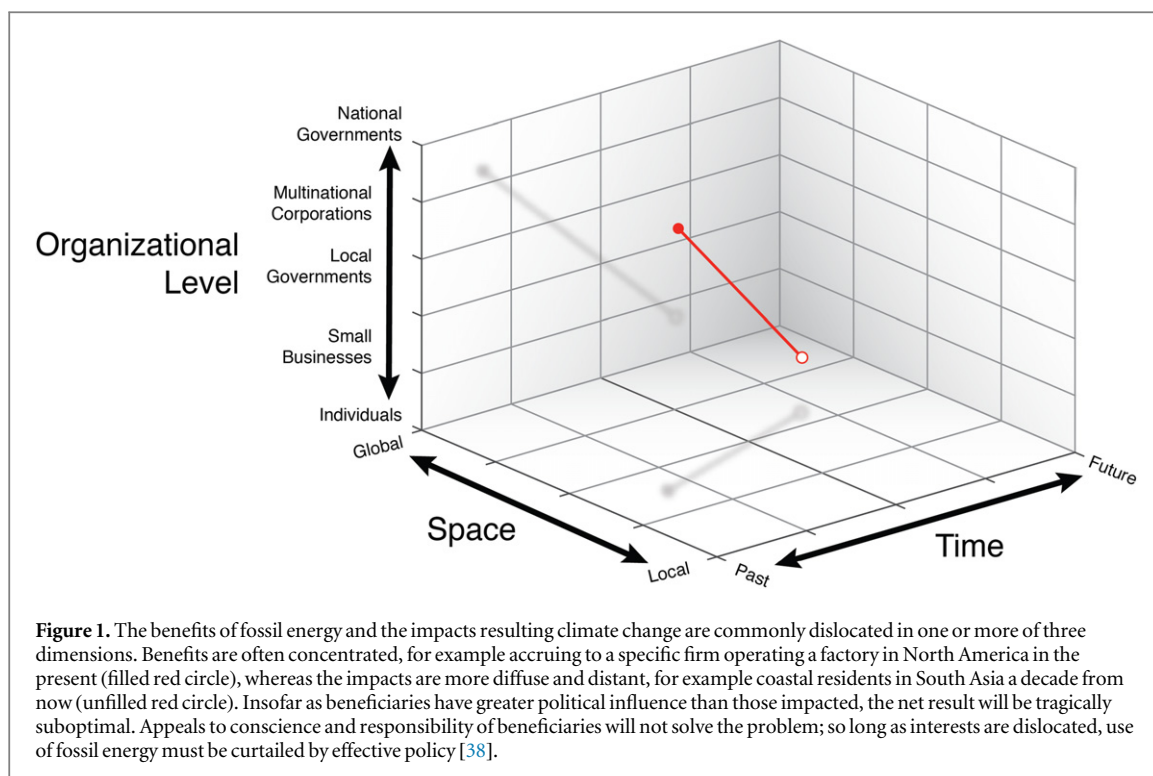 National
Governments
Multinational
Corporations
Organizational
Level
Local
Governments
Small
Businesses
Individuals
Global
Space
Local
Past
Time
Future
Figure 1. The benefits of fossil energy and the impacts resulting climate change are commonly dislocated in one or more of three
dimensions. Benefits are often concentrated, for example accruing to a specific firm operating a factory in North America in the
present (filled red circle), whereas the impacts are more diffuse and distant, for example coastal residents in South Asia a decade from
now (unfilled red circle). Insofar as beneficiaries have greater political influence than those impacted, the net result will be tragically
suboptimal. Appeals to conscience and responsibility of beneficiaries will not solve the problem; so long as interests are dislocated, use
of fossil energy must be curtailed by effective policy [38].